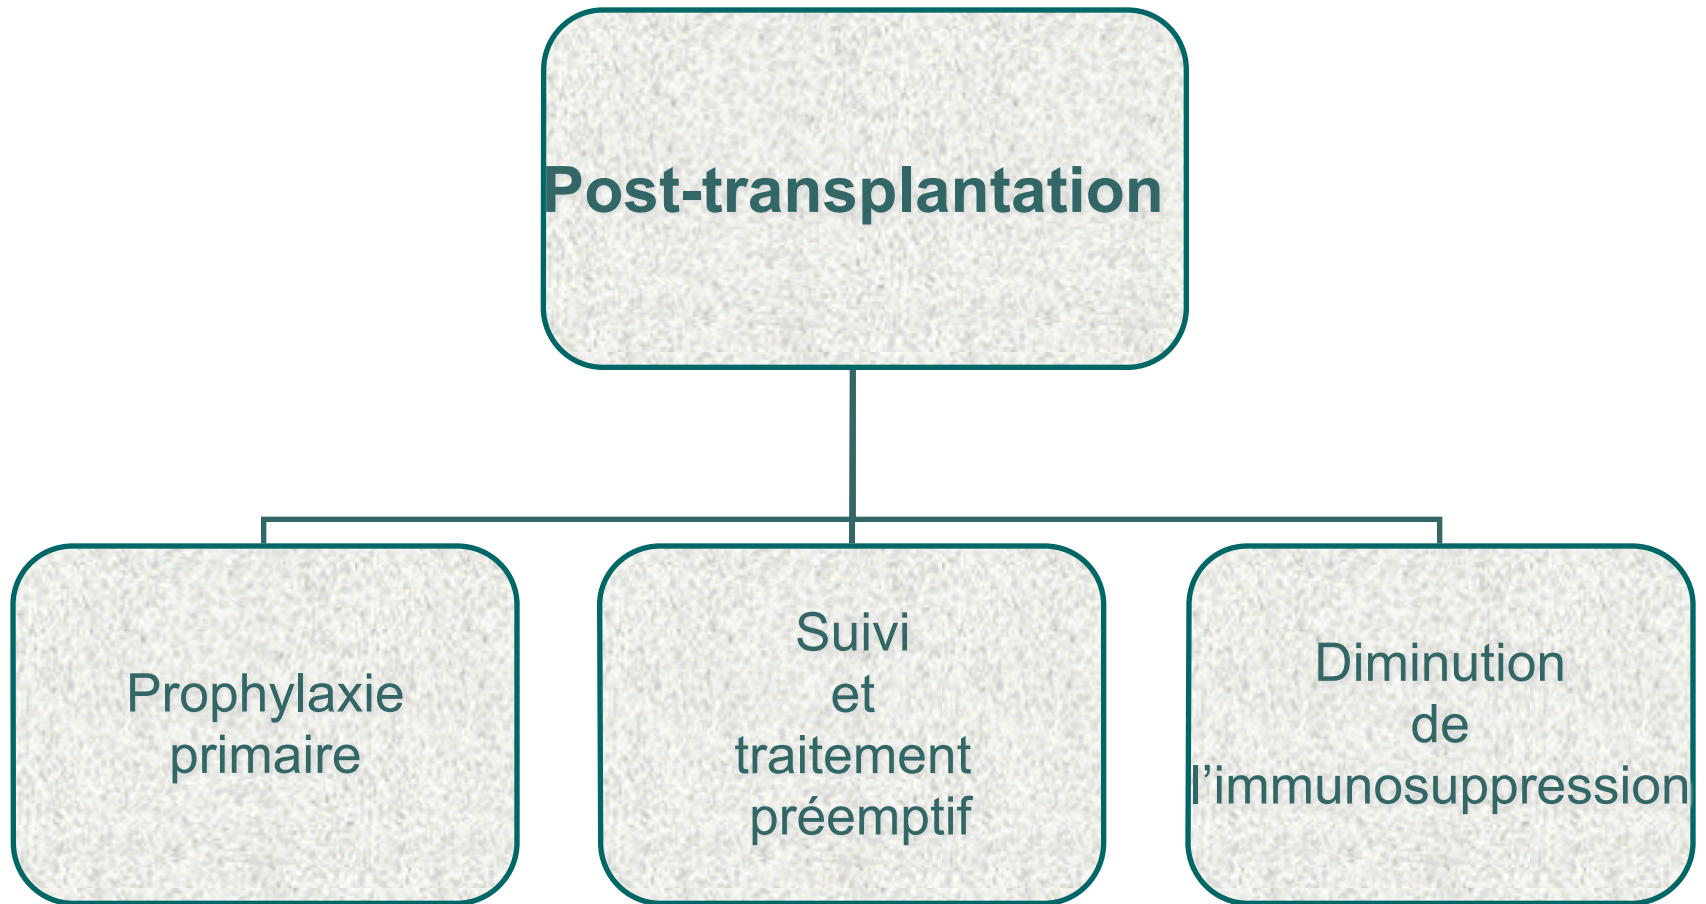 Post-transplantation
Prophylaxie
primaire
Suivi
et
traitement
préemptif
Diminution
de
l’immunosuppression